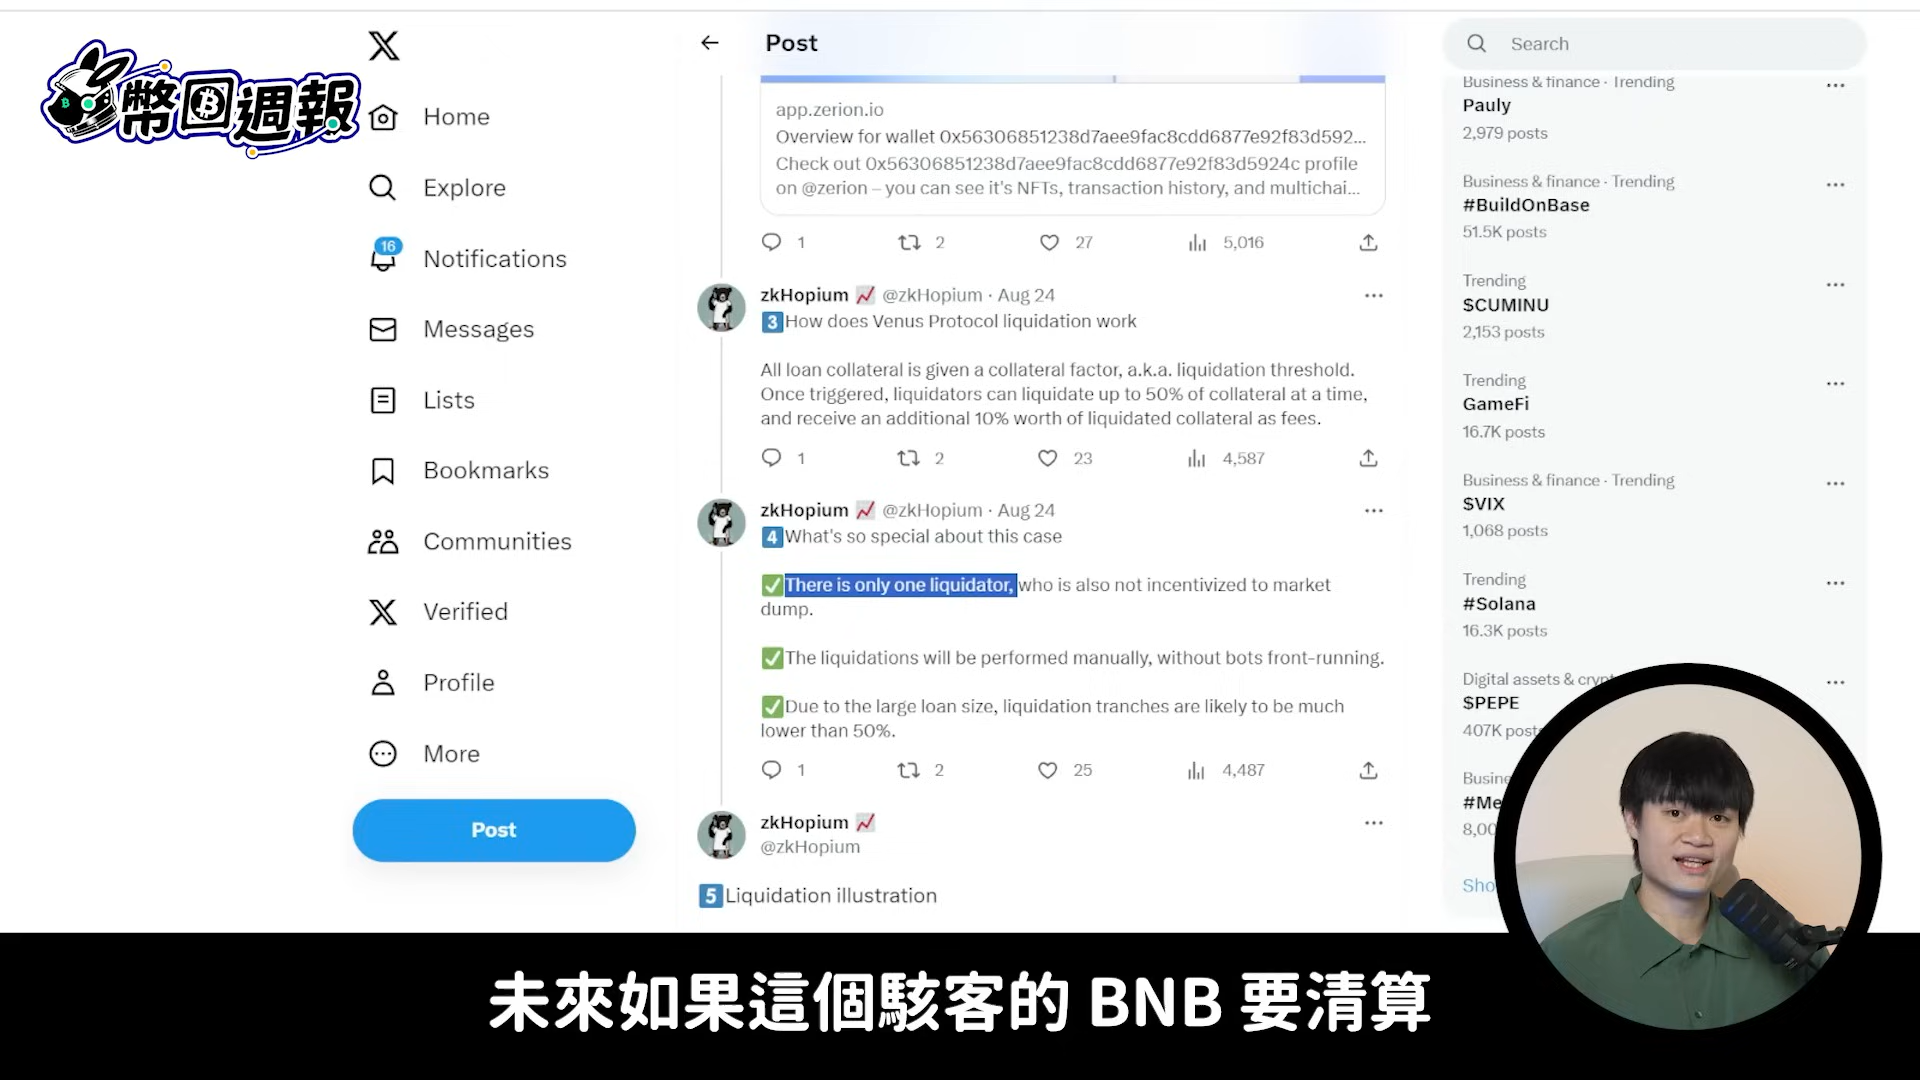 幣圈週報
Home
Explore
16
Notifications
Messages
Lists
Bookmarks
Communities
Verified
Profile
More
Post
Post
app.zerion.io
Overview for wallet 0x56306851238d7aee9fac8cdd6877e92f83d592...
Check out 0x56306851238d7aee9fac8cdd6877e92f83d5924c profile
on @zerion – you can see it's NFTs, transaction history, and multichai...
1 2 27 5,016
zkHopium 📈 @zkHopium · Aug 24
3️⃣How does Venus Protocol liquidation work
All loan collateral is given a collateral factor, a.k.a. liquidation threshold.
Once triggered, liquidators can liquidate up to 50% of collateral at a time,
and receive an additional 10% worth of liquidated collateral as fees.
1 2 23 4,587
zkHopium 📈 @zkHopium · Aug 24
4️⃣What's so special about this case
✅There is only one liquidator, who is also not incentivized to market
dump.
✅The liquidations will be performed manually, without bots front-running.
✅Due to the large loan size, liquidation tranches are likely to be much
lower than 50%.
1 2 25 4,487
zkHopium 📈
@zkHopium
5️⃣Liquidation illustration
Search
Business & finance · Trending
Pauly
2,979 posts
Business & finance · Trending
#BuildOnBase
51.5K posts
Trending
$CUMINU
2,153 posts
Trending
GameFi
16.7K posts
Business & finance · Trending
$VIX
1,068 posts
Trending
#Solana
16.3K posts
Digital assets &
$PEPE
407K
未來如果這個駭客的 BNB 要清算